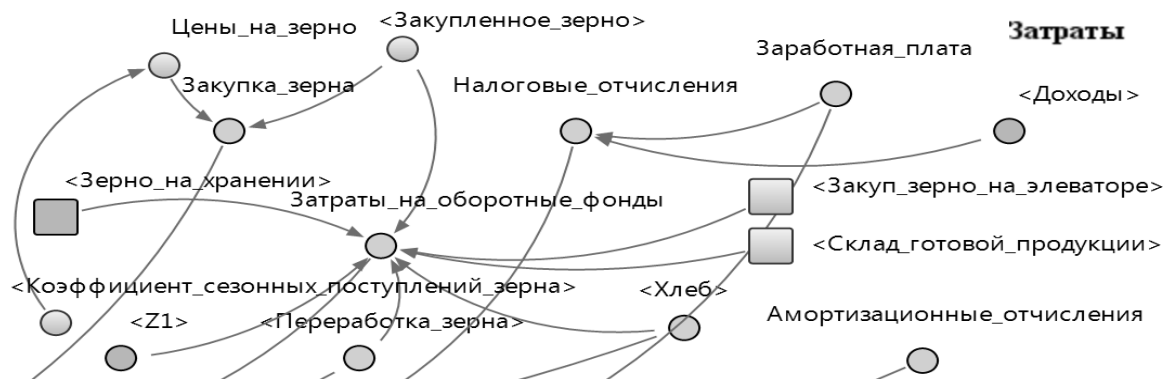 Цены_на_зерно
<Закупленное_зерно>
Затраты
Заработная_плата
Закупка_зерна
Налоговые_отчисления
<Доходы>
<Зерно_на_хранении>
Затраты_на_оборотные_фонды
<Закуп_зерно_на_элеваторе>
<Склад_готовой_продукции>
<Коэффициент_сезонных_поступлений_зерна>
<Хлеб>
<Z1>
<Переработка_зерна>
Амортизационные_отчисления